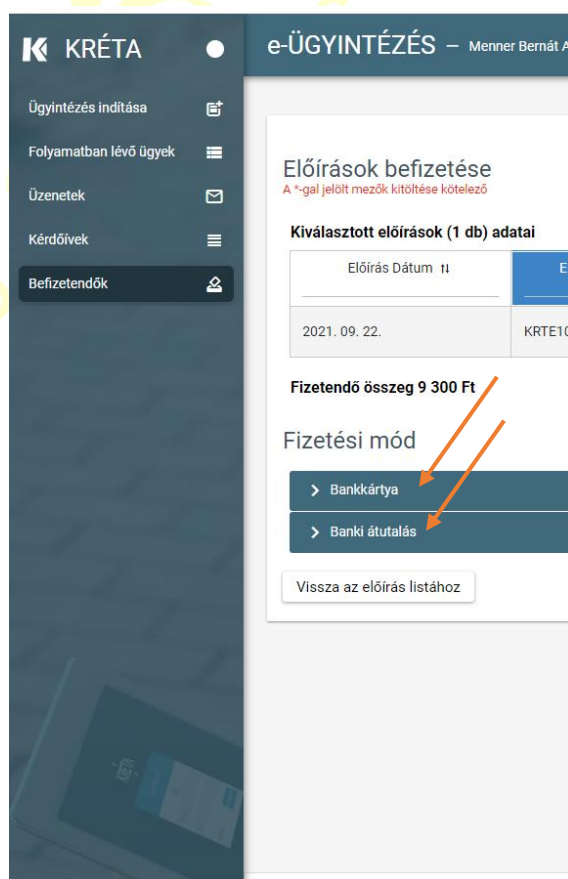 KRÉTA
Ügyintézés indítása
Folyamatban lévő ügyek
Üzenetek
Kérdőívek
Befizetendők
e-ÜGYINTÉZÉS – Menner Bernát A
Előírások befizetése
A *-gal jelölt mezők kitöltése kötelező
Kiválasztott előírások (1 db) adatai
Előírás Dátum E
2021. 09. 22. KRTE10
Fizetendő összeg 9 300 Ft
Fizetési mód
Bankkártya
Banki átutalás
Vissza az előírás listához
KRÉTA